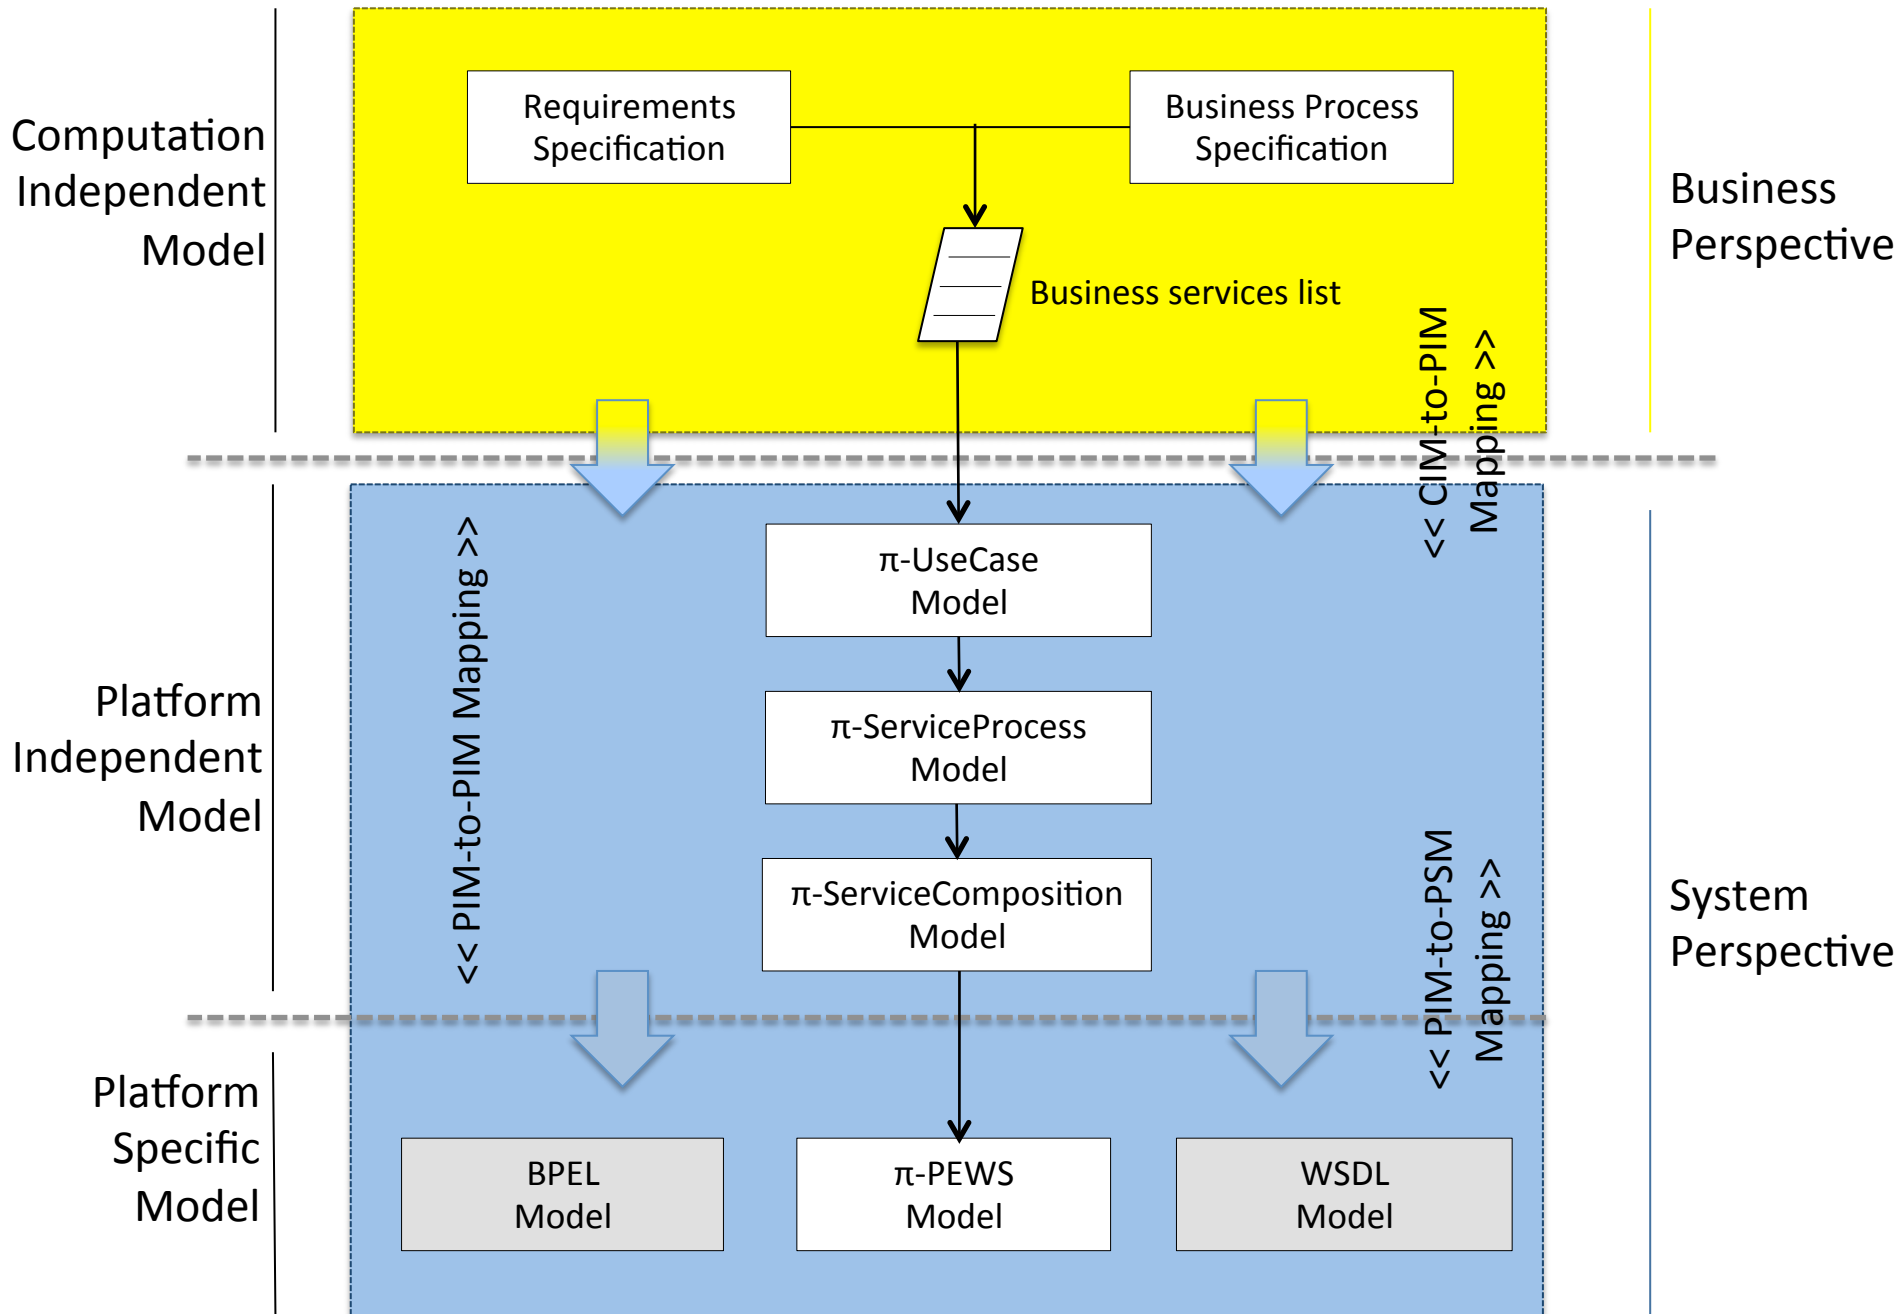 Computation
Independent
Model
Requirements
Specification
Business Process
Specification
Business services list
Business
Perspective
<< CIM-to-PIM
Mapping >>
Platform
Independent
Model
<< PIM-to-PIM Mapping >>
π-UseCase
Model
π-ServiceProcess
Model
π-ServiceComposition
Model
<< PIM-to-PSM
Mapping >>
System
Perspective
Platform
Specific
Model
BPEL
Model
π-PEWS
Model
WSDL
Model